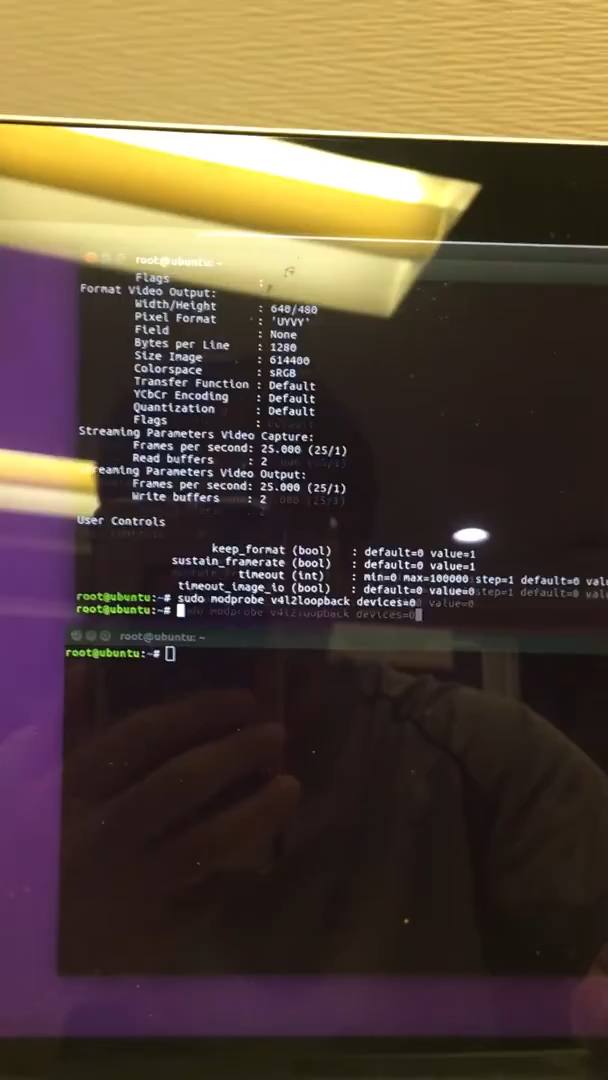 root@ubuntu: ~
Flags :
Format Video Output:
Width/Height : 640/480
Pixel Format : 'UYVY'
Field : None
Bytes per Line : 1280
Size Image : 614400
Colorspace : sRGB
Transfer Function : Default
YCbCr Encoding : Default
Quantization : Default
Flags :
Streaming Parameters Video Capture:
Frames per second: 25.000 (25/1)
Read buffers : 2
Streaming Parameters Video Output:
Frames per second: 25.000 (25/1)
Write buffers : 2
User Controls
keep_format (bool) : default=0 value=1
sustain_framerate (bool) : default=0 value=1
timeout (int) : min=0 max=100000 step=1 default=0
timeout_image_io (bool) : default=0 value=0
root@ubuntu:~# sudo modprobe v4l2loopback devices=0
root@ubuntu:~#
root@ubuntu: ~
root@ubuntu:~#